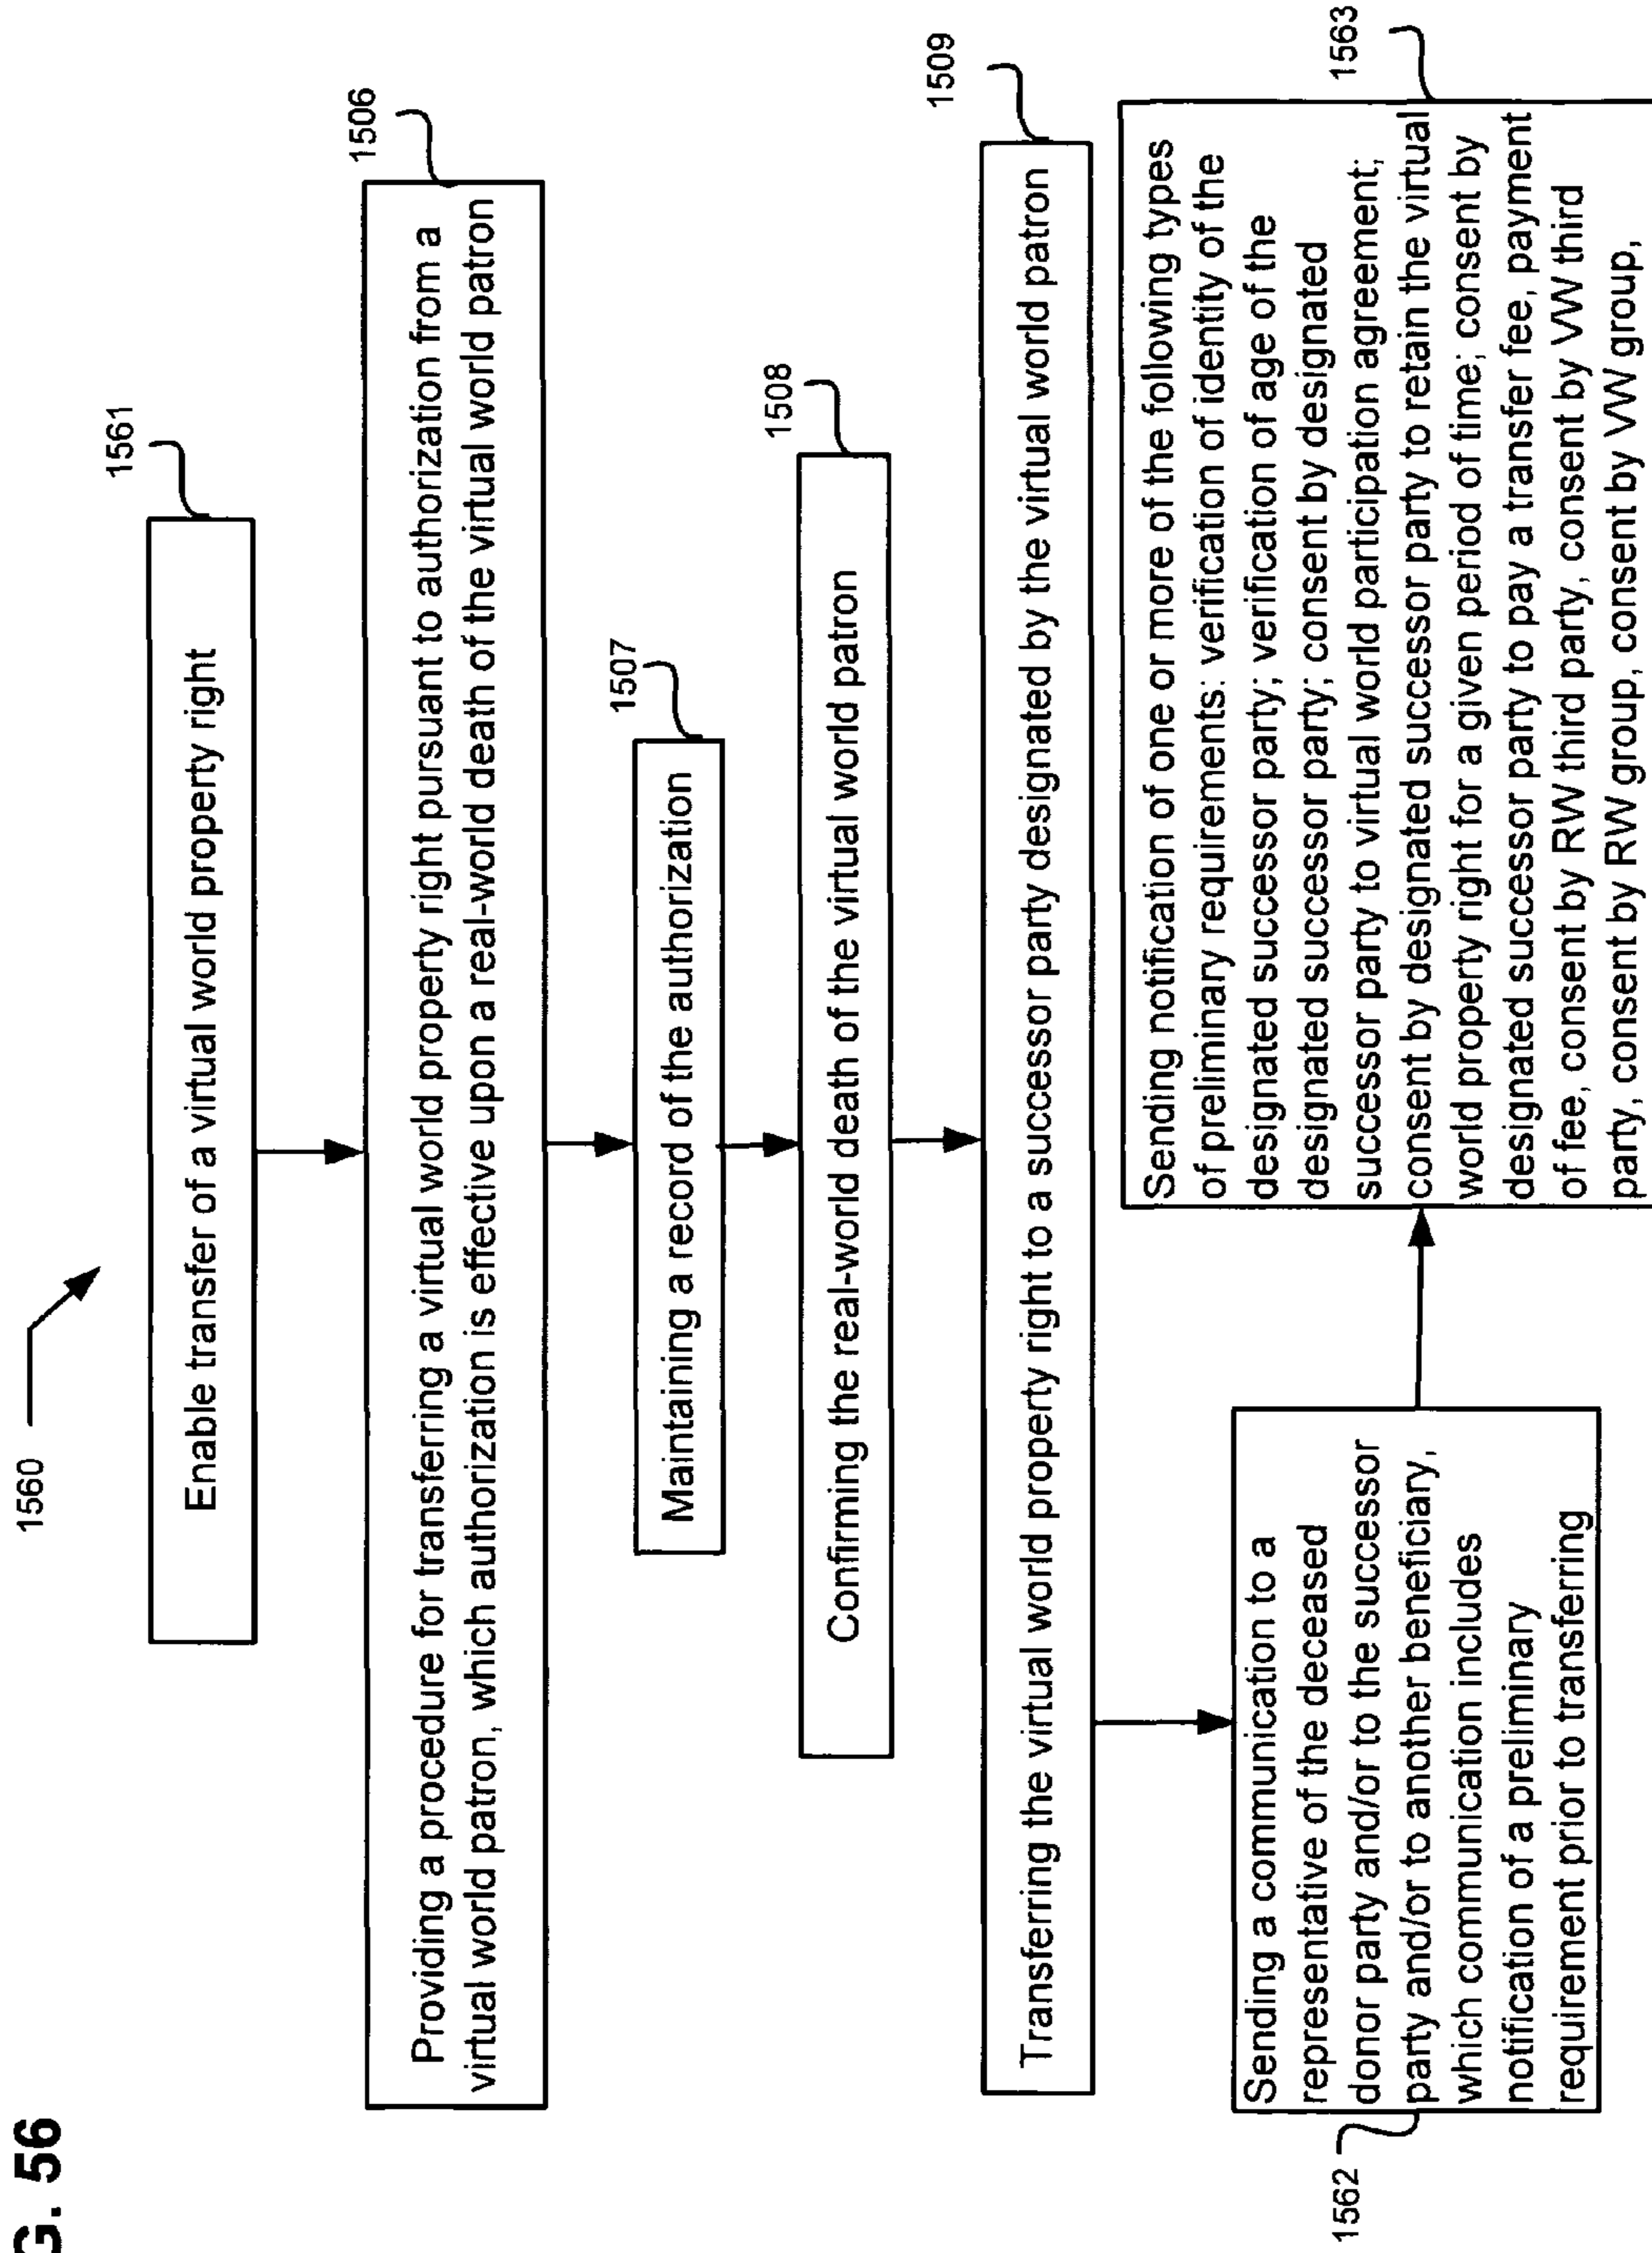 G. 56
1560
1561
Enable transfer of a virtual world property right
1506
Providing a procedure for transferring a virtual world property right pursuant to authorization from a
virtual world patron, which authorization is effective upon a real-world death of the virtual world patron
1507
Maintaining a record of the authorization
1508
Confirming the real-world death of the virtual world patron
1509
Transferring the virtual world property right to a successor party designated by the virtual world patron
1562
Sending a communication to a
representative of the deceased
donor party and/or to the successor
party and/or to another beneficiary,
which communication includes
notification of a preliminary
requirement prior to transferring
1563
Sending notification of one or more of the following types
of preliminary requirements: verification of identity of the
designated successor party; verification of age of the
designated successor party; consent by designated
successor party to virtual world participation agreement;
consent by designated successor party to retain the virtual
world property right for a given period of time; consent by
designated successor party to pay a transfer fee, payment
of fee, consent by RW third party, consent by VW third
party, consent by RW group, consent by VW group,